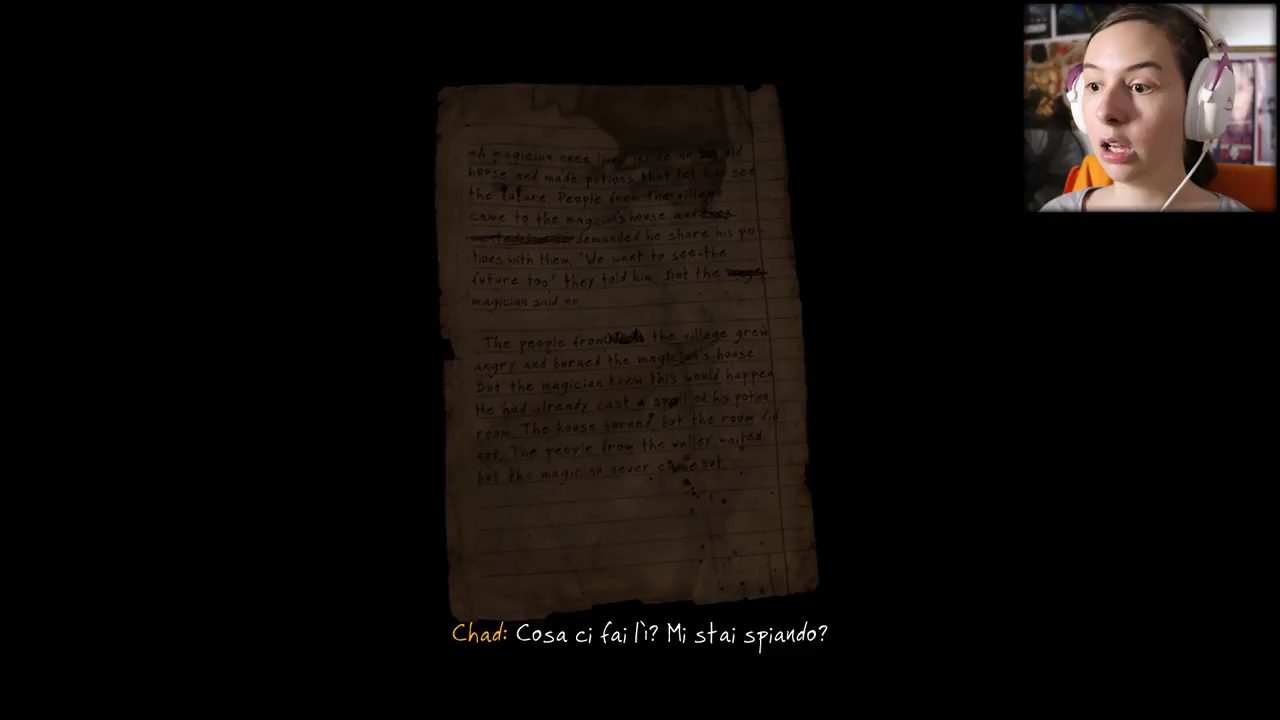 A magician once lived inside an old
house and made potions that let him see
the future. People from the village
came to the magician's house and
demanded he share his po-
tions with them. "We want to see the
future too," they told him. But the
magician said no.
The people from the village grew
angry and burned the magician's house
But the magician knew this would happen
He had already cast a spell on his potion
room. The house burned, but the room did
not. The people from the valley waited
but the magician never came out.
Chad: Cosa ci fai lì? Mi stai spiando?